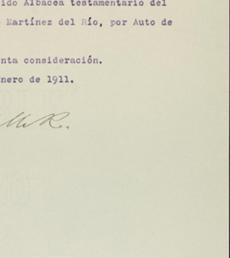 ido Albacea testamentario del
Martínez del Río, por Auto de
nta consideración.
nero de 1911.